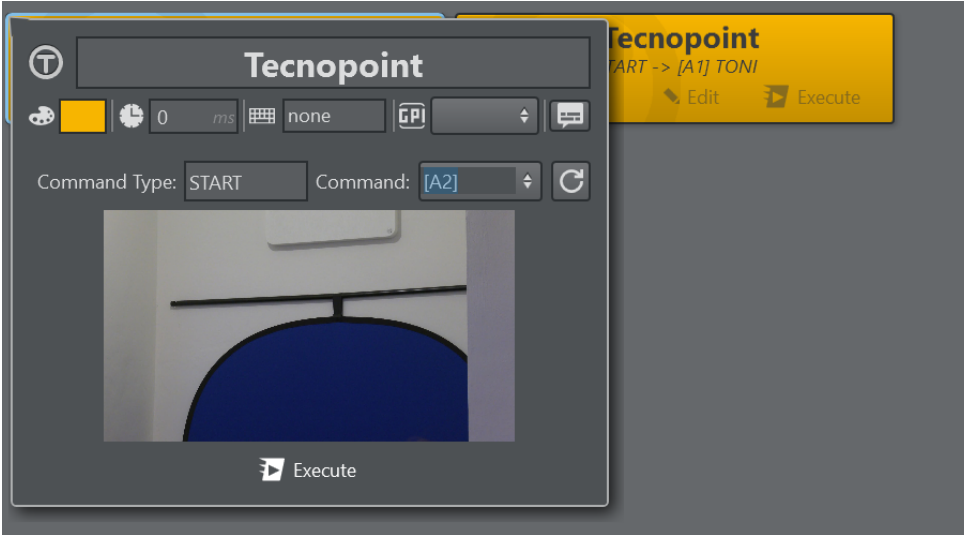 Tecnopoint
0 ms none GPI
Command Type: START Command: [A2]
Execute
Tecnopoint
TART -> [A1] TONI
Edit Execute